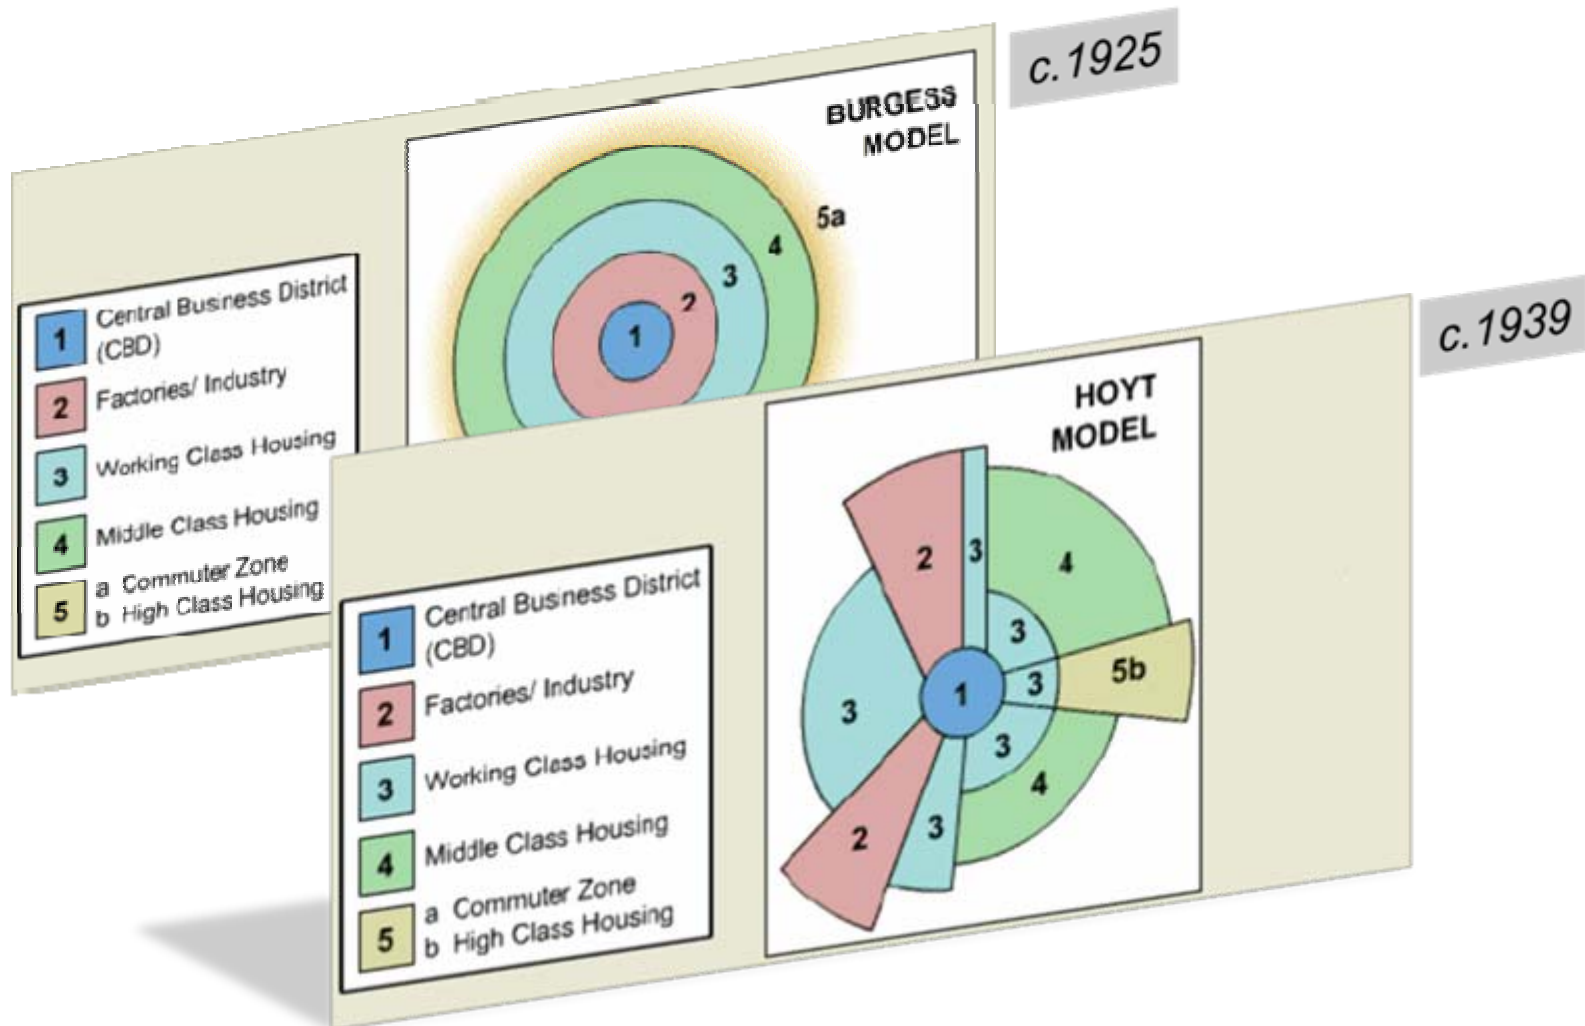 c.1925
BURGESS
MODEL
5a
4
3
2
1
1 Central Business District
(CBD)
2 Factories/ Industry
3 Working Class Housing
4 Middle Class Housing
5 a Commuter Zone
b High Class Housing
c.1939
HOYT
MODEL
2
3
4
3
5b
3
1
3
3
4
2
3
1 Central Business District
(CBD)
2 Factories/ Industry
3 Working Class Housing
4 Middle Class Housing
5 a Commuter Zone
b High Class Housing